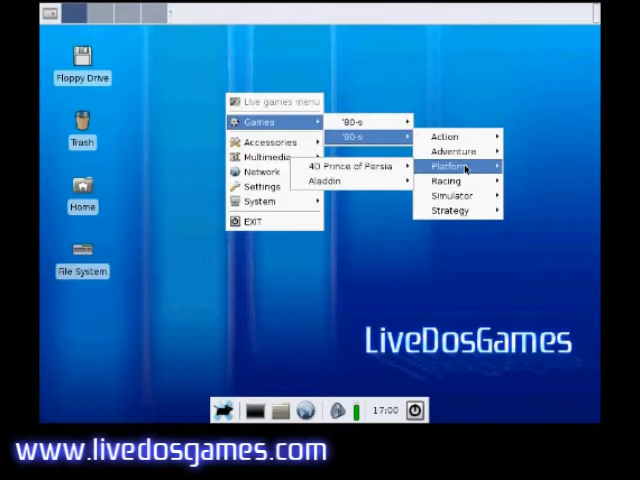 Floppy Drive
Trash
Home
File System
Live games menu
Games
Accessories
Multimedia
Network
Settings
System
EXIT
'80-s
'90-s
4D Prince of Persia
Aladdin
Action
Adventure
Platform
Racing
Simulator
Strategy
LiveDosGames
17:00
www.livedosgames.com